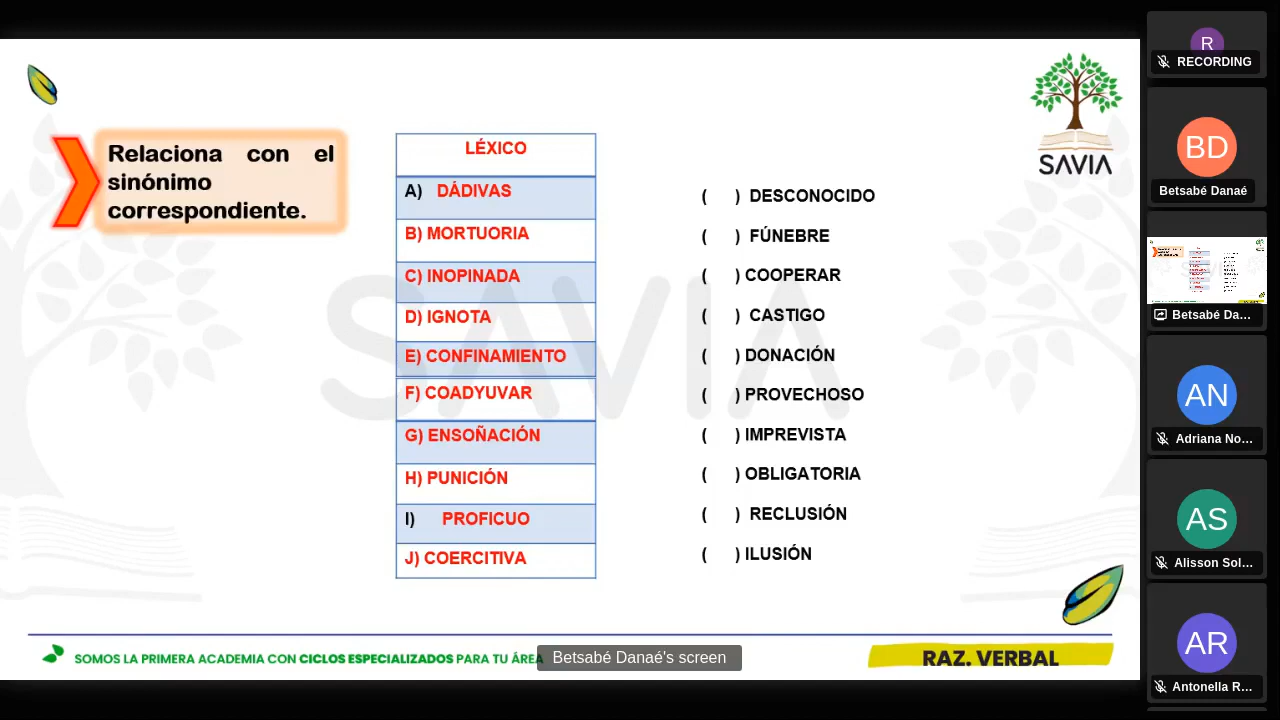 Relaciona con el
sinónimo
correspondiente.
LÉXICO
A) DÁDIVAS
B) MORTUORIA
C) INOPINADA
D) IGNOTA
E) CONFINAMIENTO
F) COADYUVAR
G) ENSOÑACIÓN
H) PUNICIÓN
I) PROFICUO
J) COERCITIVA
( ) DESCONOCIDO
( ) FÚNEBRE
( ) COOPERAR
( ) CASTIGO
( ) DONACIÓN
( ) PROVECHOSO
( ) IMPREVISTA
( ) OBLIGATORIA
( ) RECLUSIÓN
( ) ILUSIÓN
SAVIA
SAVIA
SOMOS LA PRIMERA ACADEMIA CON CICLOS ESPECIALIZADOS PARA TU ÁREA
Betsabé Danaé's screen
RAZ. VERBAL
R
RECORDING
BD
Betsabé Danaé
Betsabé Da...
AN
Adriana No...
AS
Alisson Sol...
AR
Antonella R...